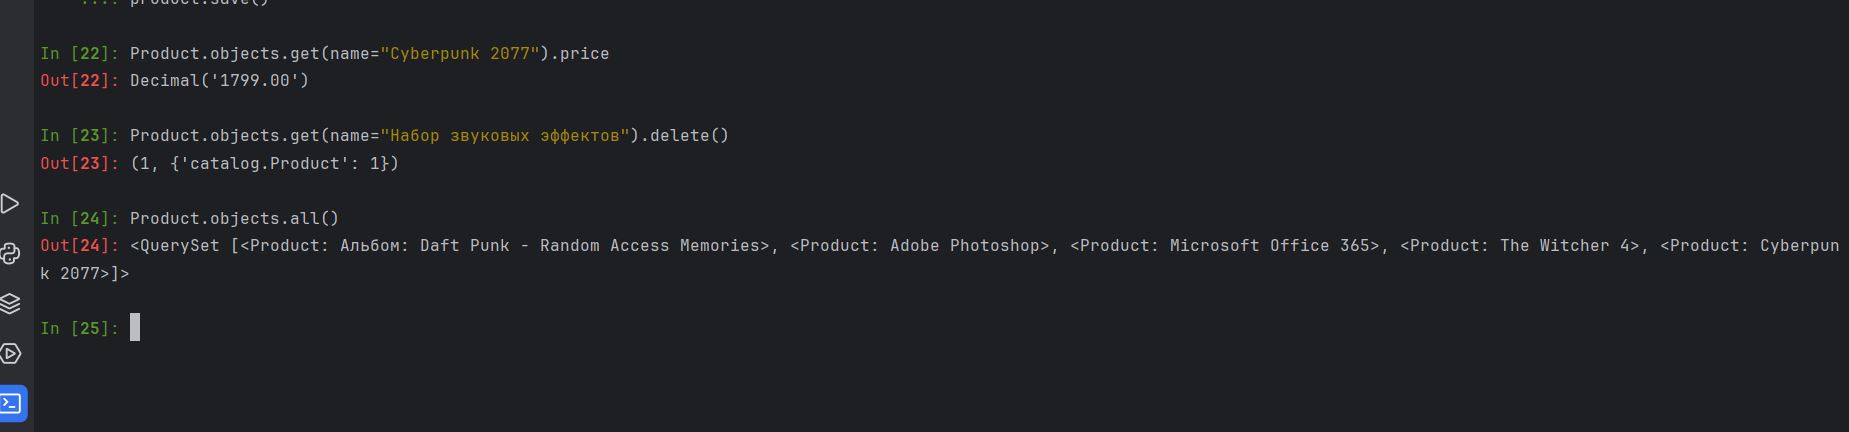 ...: product.save()
In [22]: Product.objects.get(name="Cyberpunk 2077").price
Out[22]: Decimal('1799.00')
In [23]: Product.objects.get(name="Набор звуковых эффектов").delete()
Out[23]: (1, {'catalog.Product': 1})
In [24]: Product.objects.all()
Out[24]: <QuerySet [<Product: Альбом: Daft Punk - Random Access Memories>, <Product: Adobe Photoshop>, <Product: Microsoft Office 365>, <Product: The Witcher 4>, <Product: Cyberpun
k 2077>]>
In [25]: